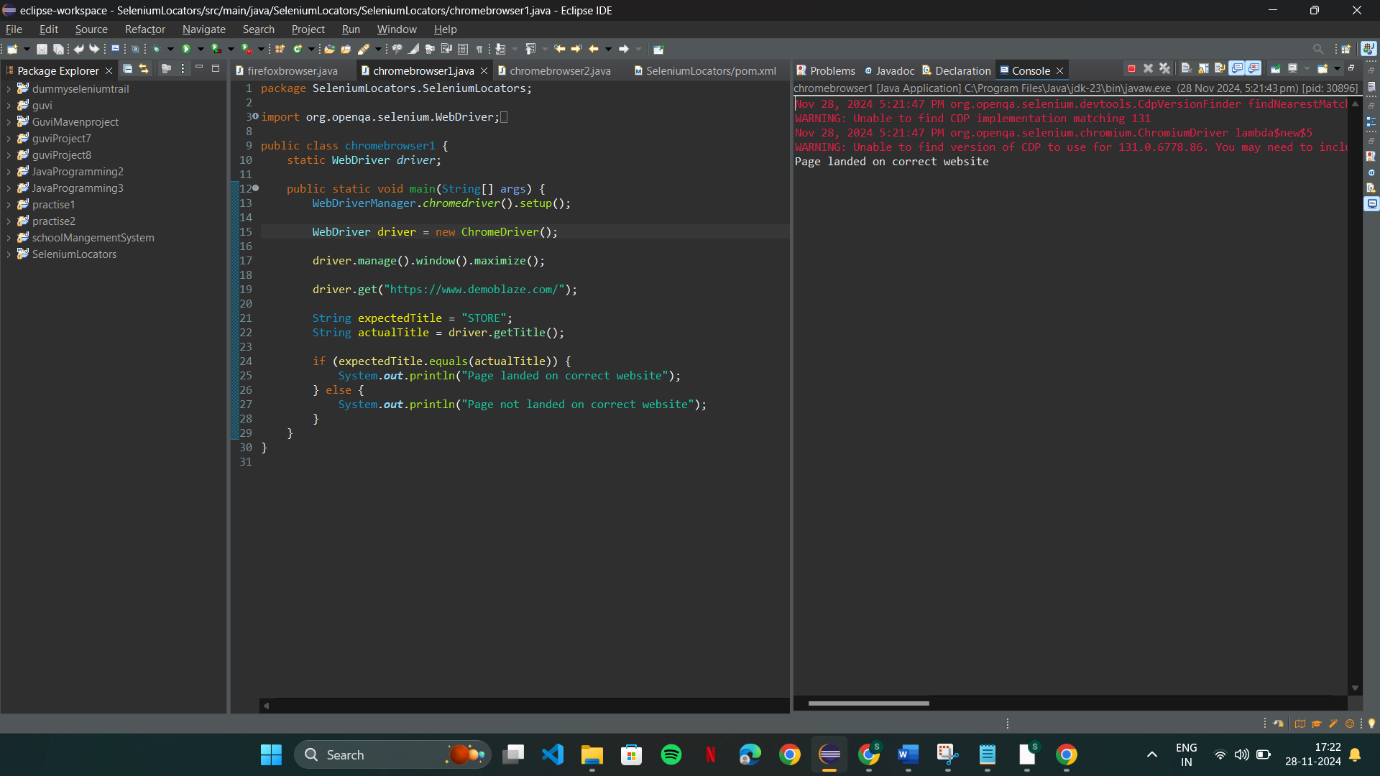 eclipse-workspace - SeleniumLocators/src/main/java/SeleniumLocators/SeleniumLocators/chromebrowser1.java - Eclipse IDE
File Edit Source Refactor Navigate Search Project Run Window Help
Package Explorer
dummyseleniumtrail
guvi
GuviMavenproject
guviProject7
guviProject8
JavaProgramming2
JavaProgramming3
practise1
practise2
schoolMangementSystem
SeleniumLocators
firefoxbrowser.java chromebrowser1.java chromebrowser2.java SeleniumLocators/pom.xml
1 package SeleniumLocators.SeleniumLocators;
2
3 import org.openqa.selenium.WebDriver;
8
9 public class chromebrowser1 {
10 static WebDriver driver;
11
12 public static void main(String[] args) {
13 WebDriverManager.chromedriver().setup();
14
15 WebDriver driver = new ChromeDriver();
16
17 driver.manage().window().maximize();
18
19 driver.get("https://www.demoblaze.com/");
20
21 String expectedTitle = "STORE";
22 String actualTitle = driver.getTitle();
23
24 if (expectedTitle.equals(actualTitle)) {
25 System.out.println("Page landed on correct website");
26 } else {
27 System.out.println("Page not landed on correct website");
28 }
29 }
30 }
31
Problems Javadoc Declaration Console
chromebrowser1 [Java Application] C:\Program Files\Java\jdk-23\bin\javaw.exe (28 Nov 2024, 5:21:43 pm) [pid: 30896]
Nov 28, 2024 5:21:47 PM org.openqa.selenium.devtools.CdpVersionFinder findNearestMatc
WARNING: Unable to find CDP implementation matching 131
Nov 28, 2024 5:21:47 PM org.openqa.selenium.chromium.ChromiumDriver lambda$new$5
WARNING: Unable to find version of CDP to use for 131.0.6778.86. You may need to inclu
Page landed on correct website
Search
ENG
IN
17:22
28-11-2024